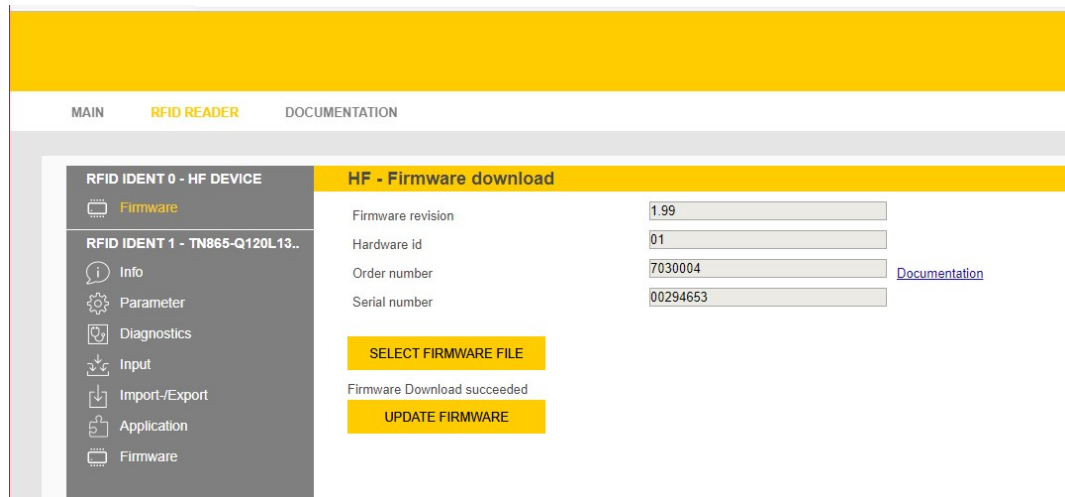 MAIN RFID READER DOCUMENTATION
RFID IDENT 0 - HF DEVICE
Firmware
RFID IDENT 1 - TN865-Q120L13..
Info
Parameter
Diagnostics
Input
Import-/Export
Application
Firmware
HF - Firmware download
Firmware revision 1.99
Hardware id 01
Order number 7030004 Documentation
Serial number 00294653
SELECT FIRMWARE FILE
Firmware Download succeeded
UPDATE FIRMWARE